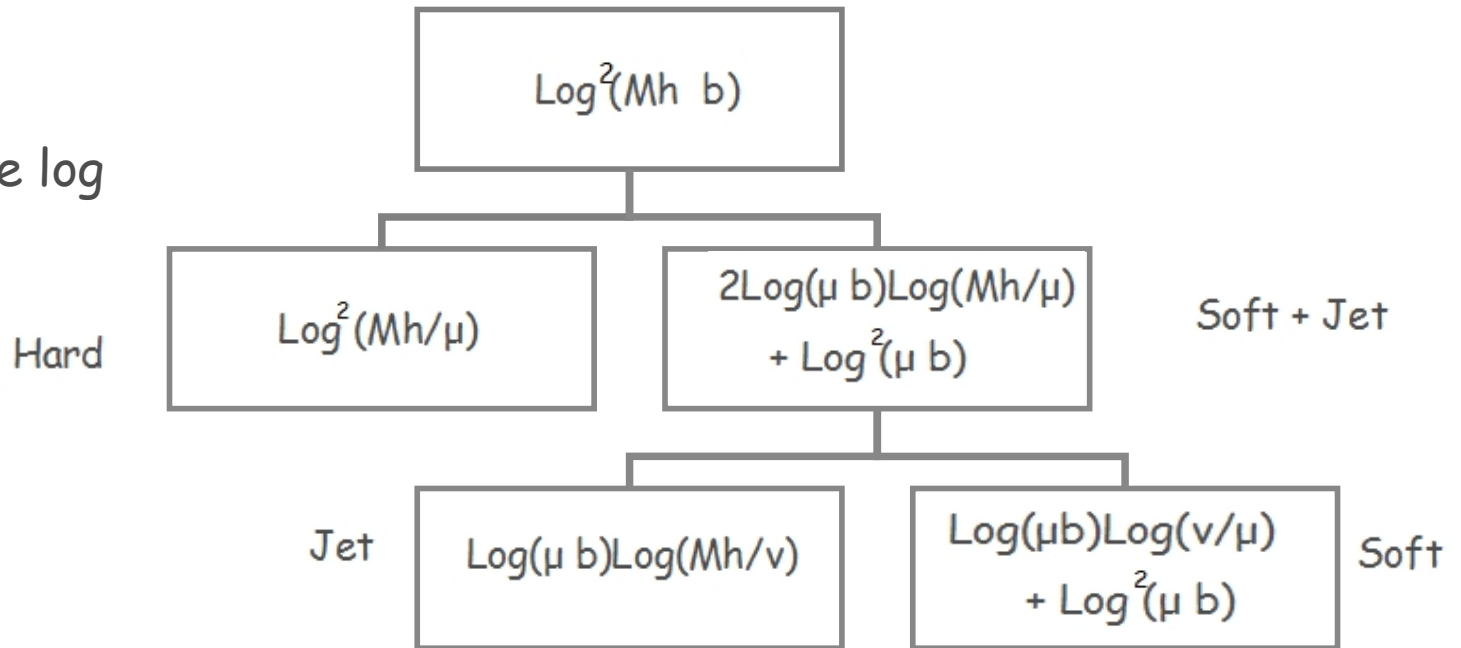 Log²(Mh b)
e log
Log²(Mh/μ)
2Log(μ b)Log(Mh/μ)
+ Log²(μ b)
Soft + Jet
Hard
Jet
Log(μ b)Log(Mh/ν)
Log(μb)Log(ν/μ)
+ Log²(μ b)
Soft